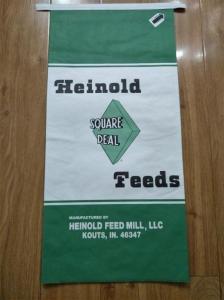 Heinold
SQUARE
DEAL
Feeds
MANUFACTURED BY
HEINOLD FEED MILL, LLC
KOUTS, IN. 46347